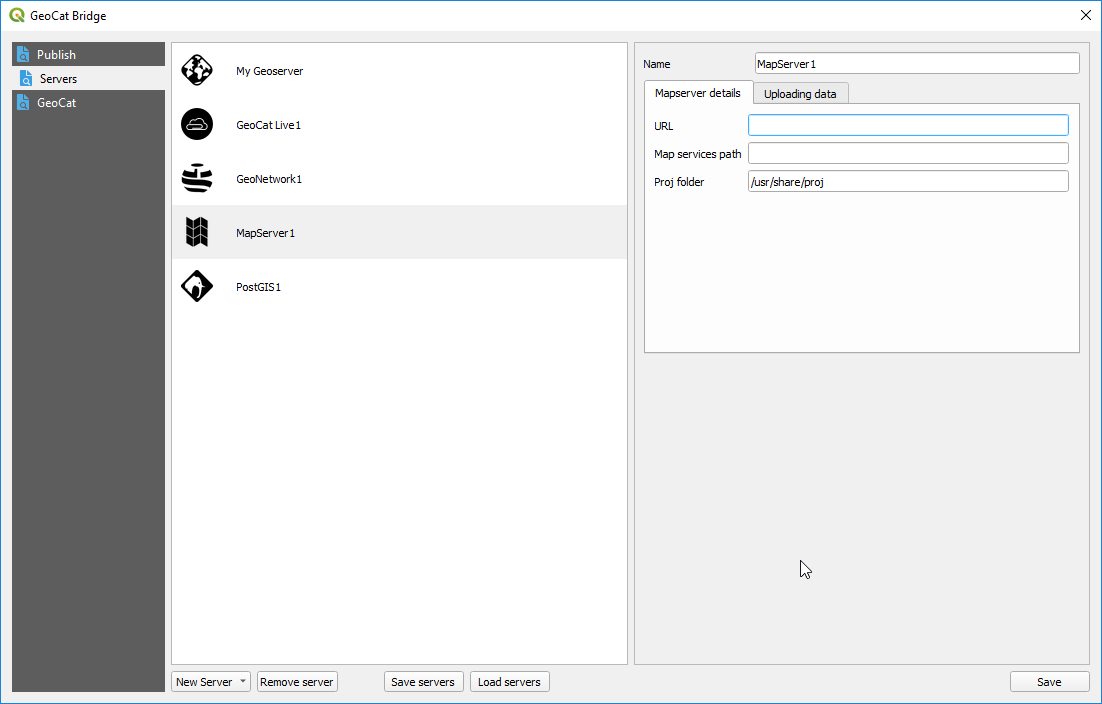 GeoCat Bridge
Publish
Servers
GeoCat
My Geoserver
GeoCat Live1
GeoNetwork1
MapServer1
PostGIS1
Name MapServer1
Mapserver details Uploading data
URL
Map services path
Proj folder /usr/share/proj
New Server Remove server Save servers Load servers Save